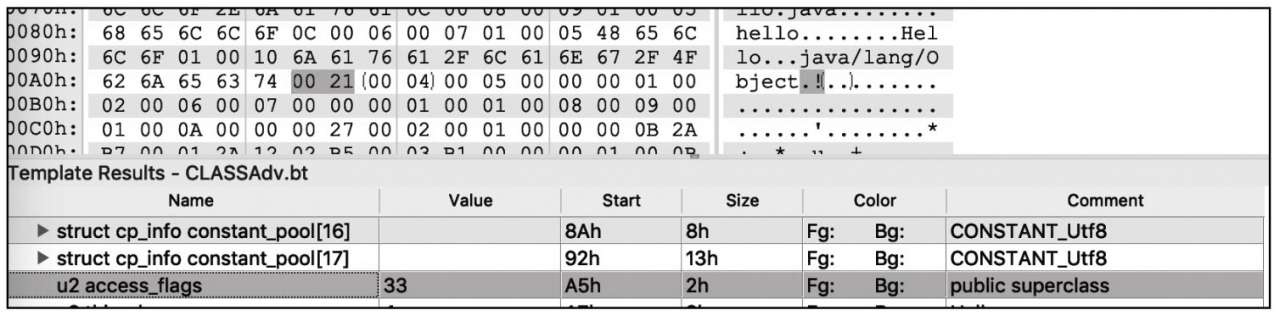 0080h: 68 65 6C 6C 6F 0C 00 06 00 07 01 00 05 48 65 6C hello........Hel
0090h: 6C 6F 01 00 10 6A 61 76 61 2F 6C 61 6E 67 2F 4F lo...java/lang/O
00A0h: 62 6A 65 63 74 00 21 (00 04) 00 05 00 00 00 01 00 bject.!(..).......
00B0h: 02 00 06 00 07 00 00 00 01 00 01 00 08 00 09 00 ................
00C0h: 01 00 0A 00 00 00 27 00 02 00 01 00 00 00 0B 2A ......'........*
Template Results - CLASSAdv.bt
Name Value Start Size Color Comment
struct cp_info constant_pool[16] 8Ah 8h Fg: Bg: CONSTANT_Utf8
struct cp_info constant_pool[17] 92h 13h Fg: Bg: CONSTANT_Utf8
u2 access_flags 33 A5h 2h Fg: Bg: public superclass